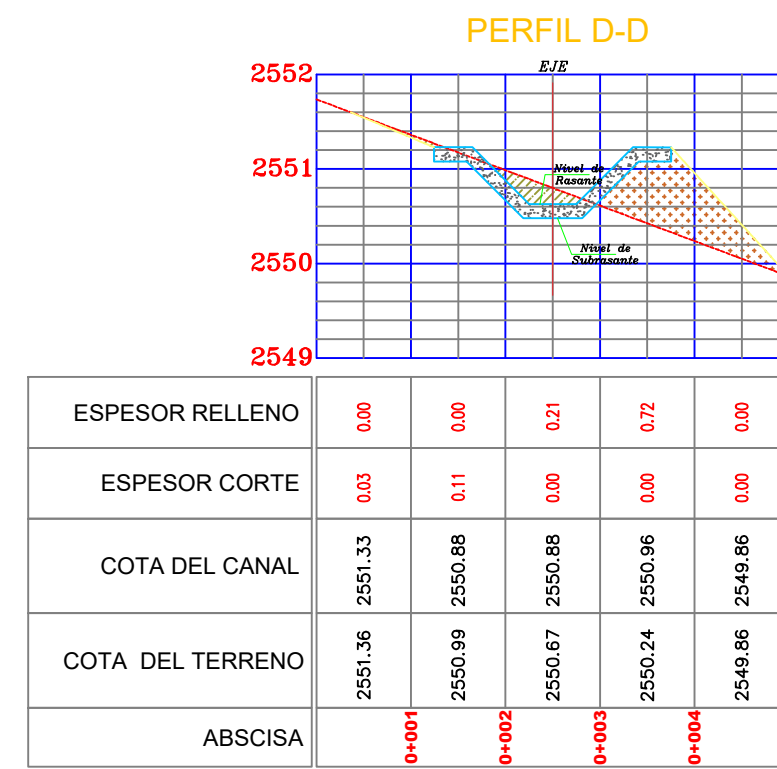 PERFIL D-D
EJE
2552
2551
2550
2549
Nivel de
Rasante
Nivel de
Subrasante
ESPESOR RELLENO 0.00 0.00 0.21 0.72 0.00
ESPESOR CORTE 0.03 0.11 0.00 0.00 0.00
COTA DEL CANAL 2551.33 2550.88 2550.88 2550.96 2549.86
COTA DEL TERRENO 2551.36 2550.99 2550.67 2550.24 2549.86
ABSCISA 0+001 0+002 0+003 0+004